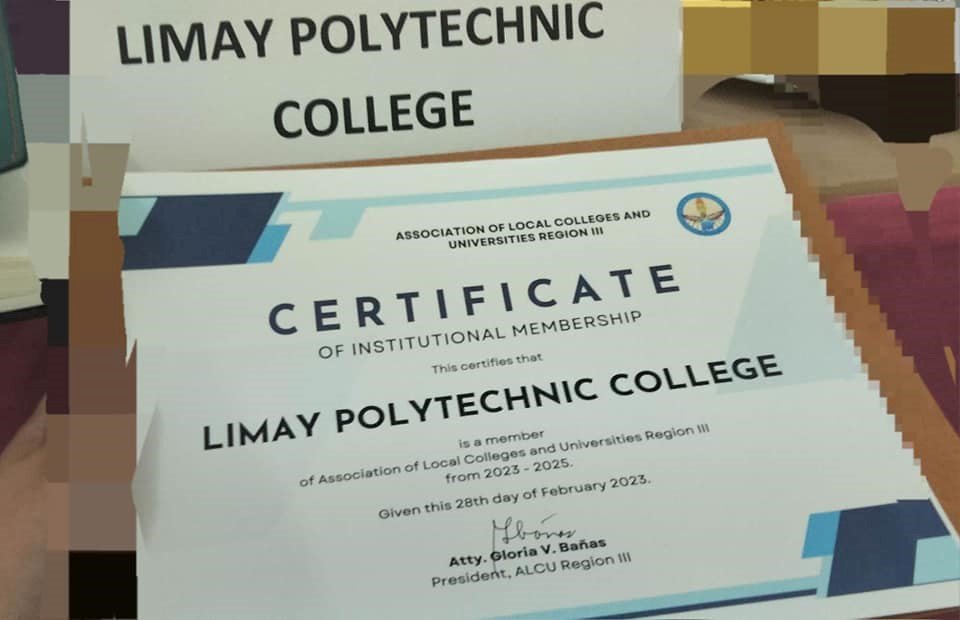 LIMAY POLYTECHNIC
COLLEGE
ASSOCIATION OF LOCAL COLLEGES AND
UNIVERSITIES REGION III
CERTIFICATE
OF INSTITUTIONAL MEMBERSHIP
This certifies that
LIMAY POLYTECHNIC COLLEGE
is a member
of Association of Local Colleges and Universities Region III
from 2023 - 2025.
Given this 28th day of February 2023.
Atty. Gloria V. Bañas
President, ALCU Region III